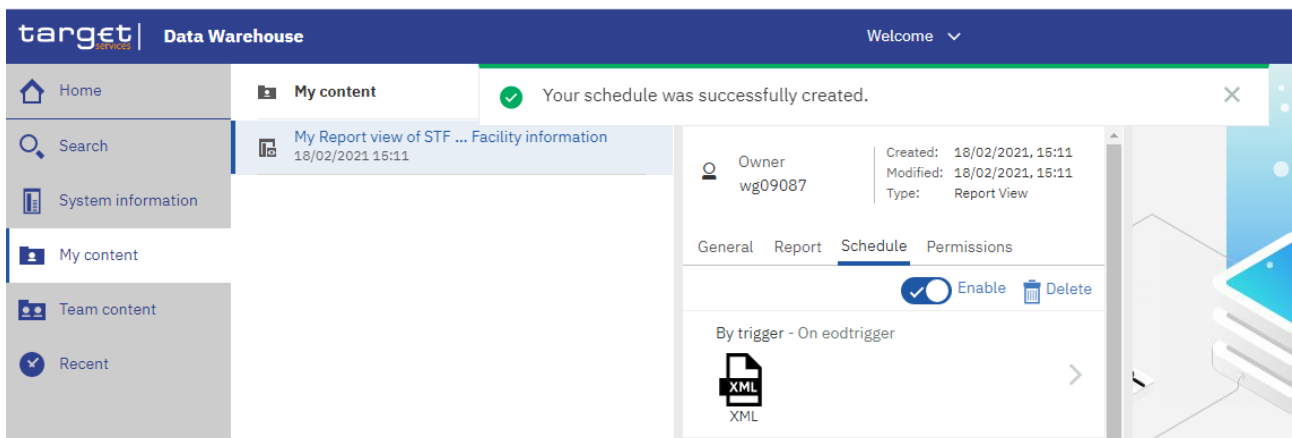 target| Data Warehouse
services
Welcome
Home
Search
System information
My content
Team content
Recent
My content
My Report view of STF ... Facility information
18/02/2021 15:11
Your schedule was successfully created.
Owner
wg09087
Created: 18/02/2021, 15:11
Modified: 18/02/2021, 15:11
Type: Report View
General Report Schedule Permissions
Enable Delete
By trigger - On eodtrigger
XML
XML